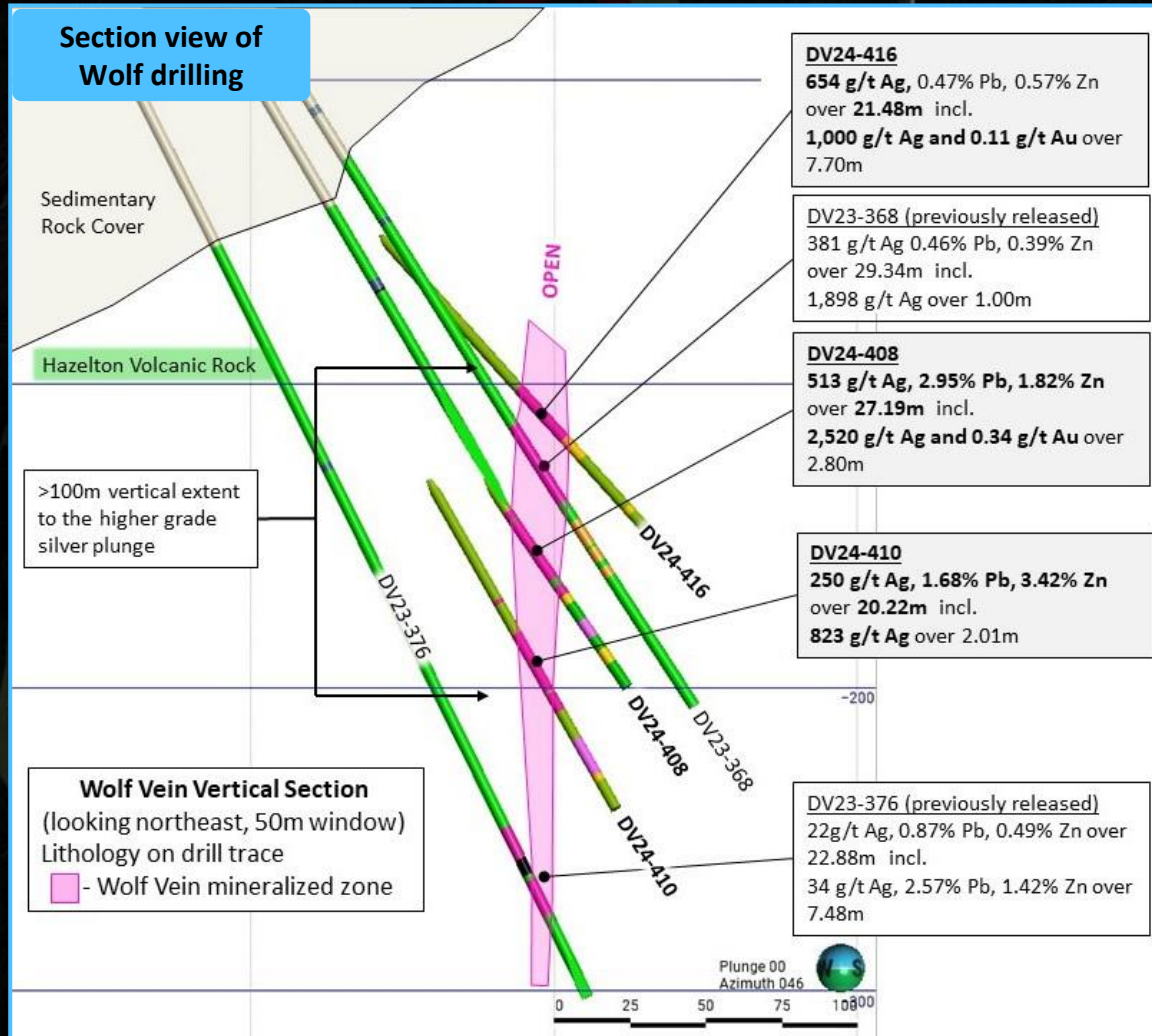 Section view of
Wolf drilling
Sedimentary
Rock Cover
Hazelton Volcanic Rock
OPEN
>100m vertical extent
to the higher grade
silver plunge
DV24-416
654 g/t Ag, 0.47% Pb, 0.57% Zn
over 21.48m incl.
1,000 g/t Ag and 0.11 g/t Au over
7.70m
DV23-368 (previously released)
381 g/t Ag 0.46% Pb, 0.39% Zn
over 29.34m incl.
1,898 g/t Ag over 1.00m
DV24-408
513 g/t Ag, 2.95% Pb, 1.82% Zn
over 27.19m incl.
2,520 g/t Ag and 0.34 g/t Au over
2.80m
DV24-410
250 g/t Ag, 1.68% Pb, 3.42% Zn
over 20.22m incl.
823 g/t Ag over 2.01m
DV23-376 (previously released)
22g/t Ag, 0.87% Pb, 0.49% Zn over
22.88m incl.
34 g/t Ag, 2.57% Pb, 1.42% Zn over
7.48m
DV24-416
DV23-376
DV23-368
DV24-408
DV24-410
-200
Wolf Vein Vertical Section
(looking northeast, 50m window)
Lithology on drill trace
- Wolf Vein mineralized zone
Plunge 00
Azimuth 046
W S
0 25 50 75 100
-300